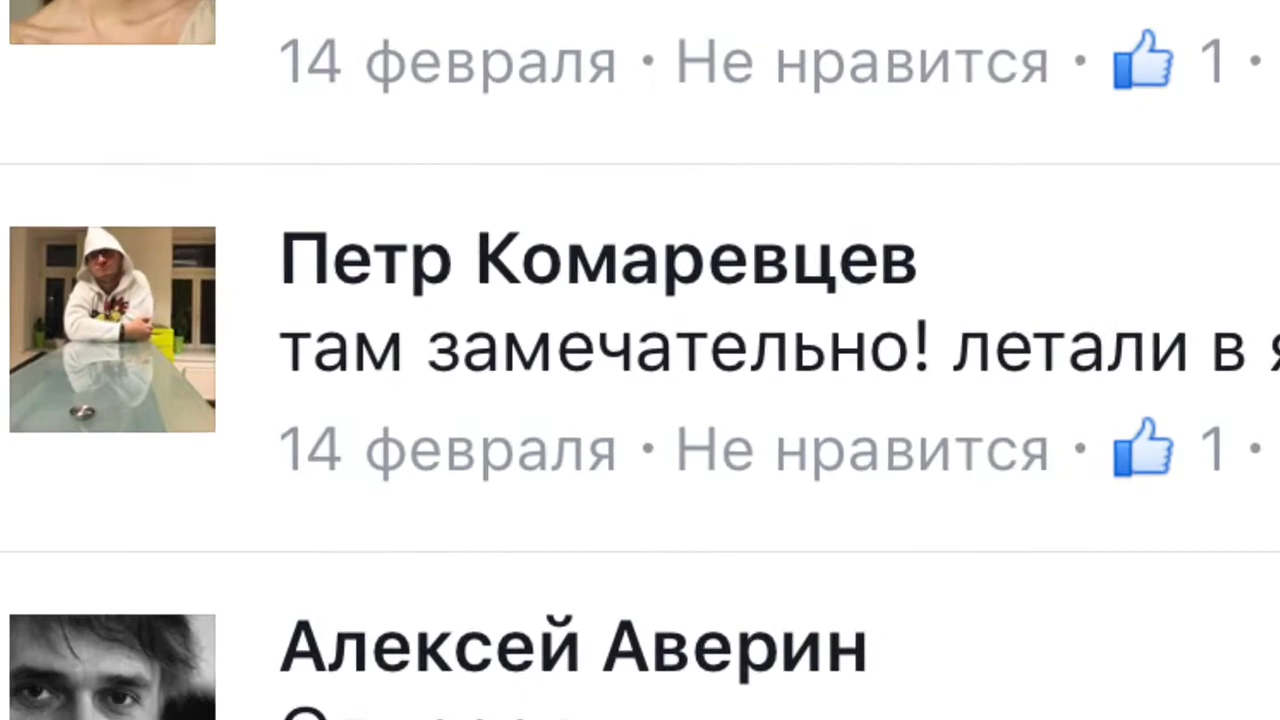 14 февраля · Не нравится · 1 ·
Петр Комаревцев
там замечательно! летали в
14 февраля · Не нравится · 1 ·
Алексей Аверин